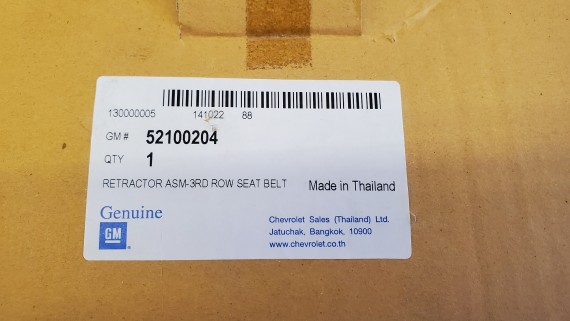 130000005 141022 88
GM # 52100204
QTY 1
RETRACTOR ASM-3RD ROW SEAT BELT Made in Thailand
Genuine
GM
Chevrolet Sales (Thailand) Ltd.
Jatuchak, Bangkok, 10900
www.chevrolet.co.th